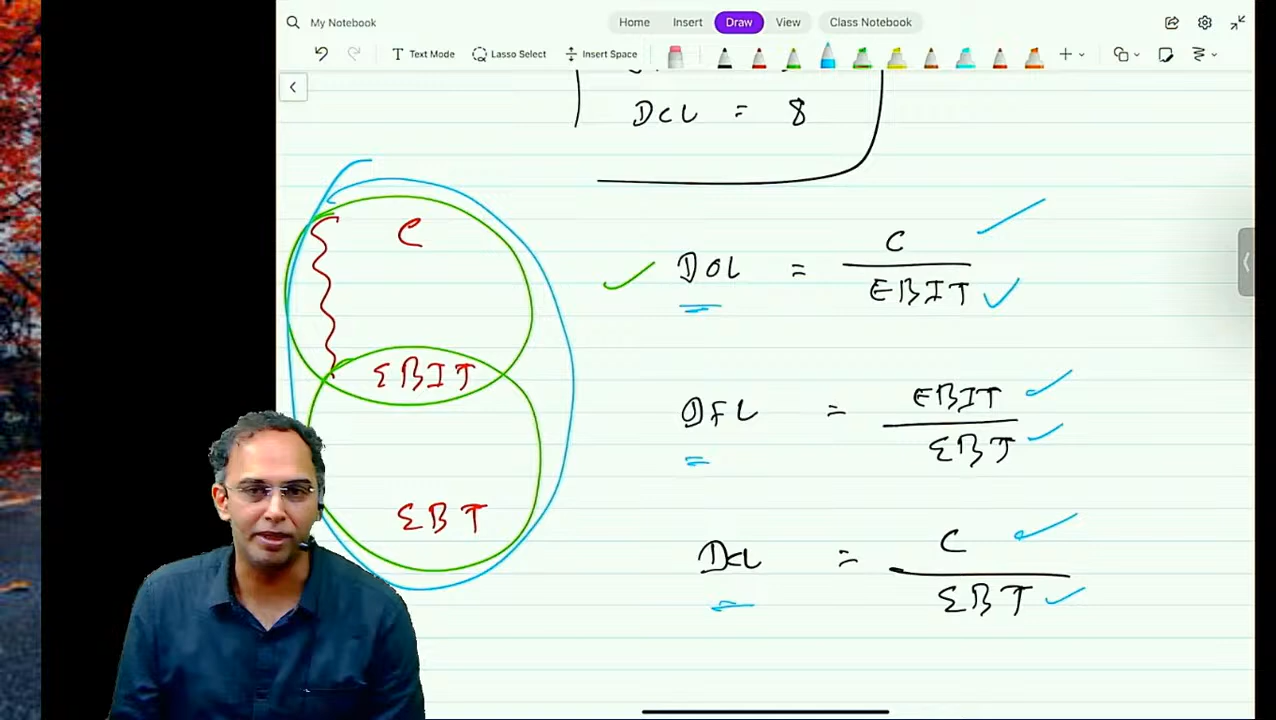 My Notebook
Home Insert Draw View Class Notebook
Text Mode Lasso Select Insert Space
DCL = 8
C
EBIT
EBT
DOL = C
EBIT
DFL = EBIT
EBT
DCL = C
EBT